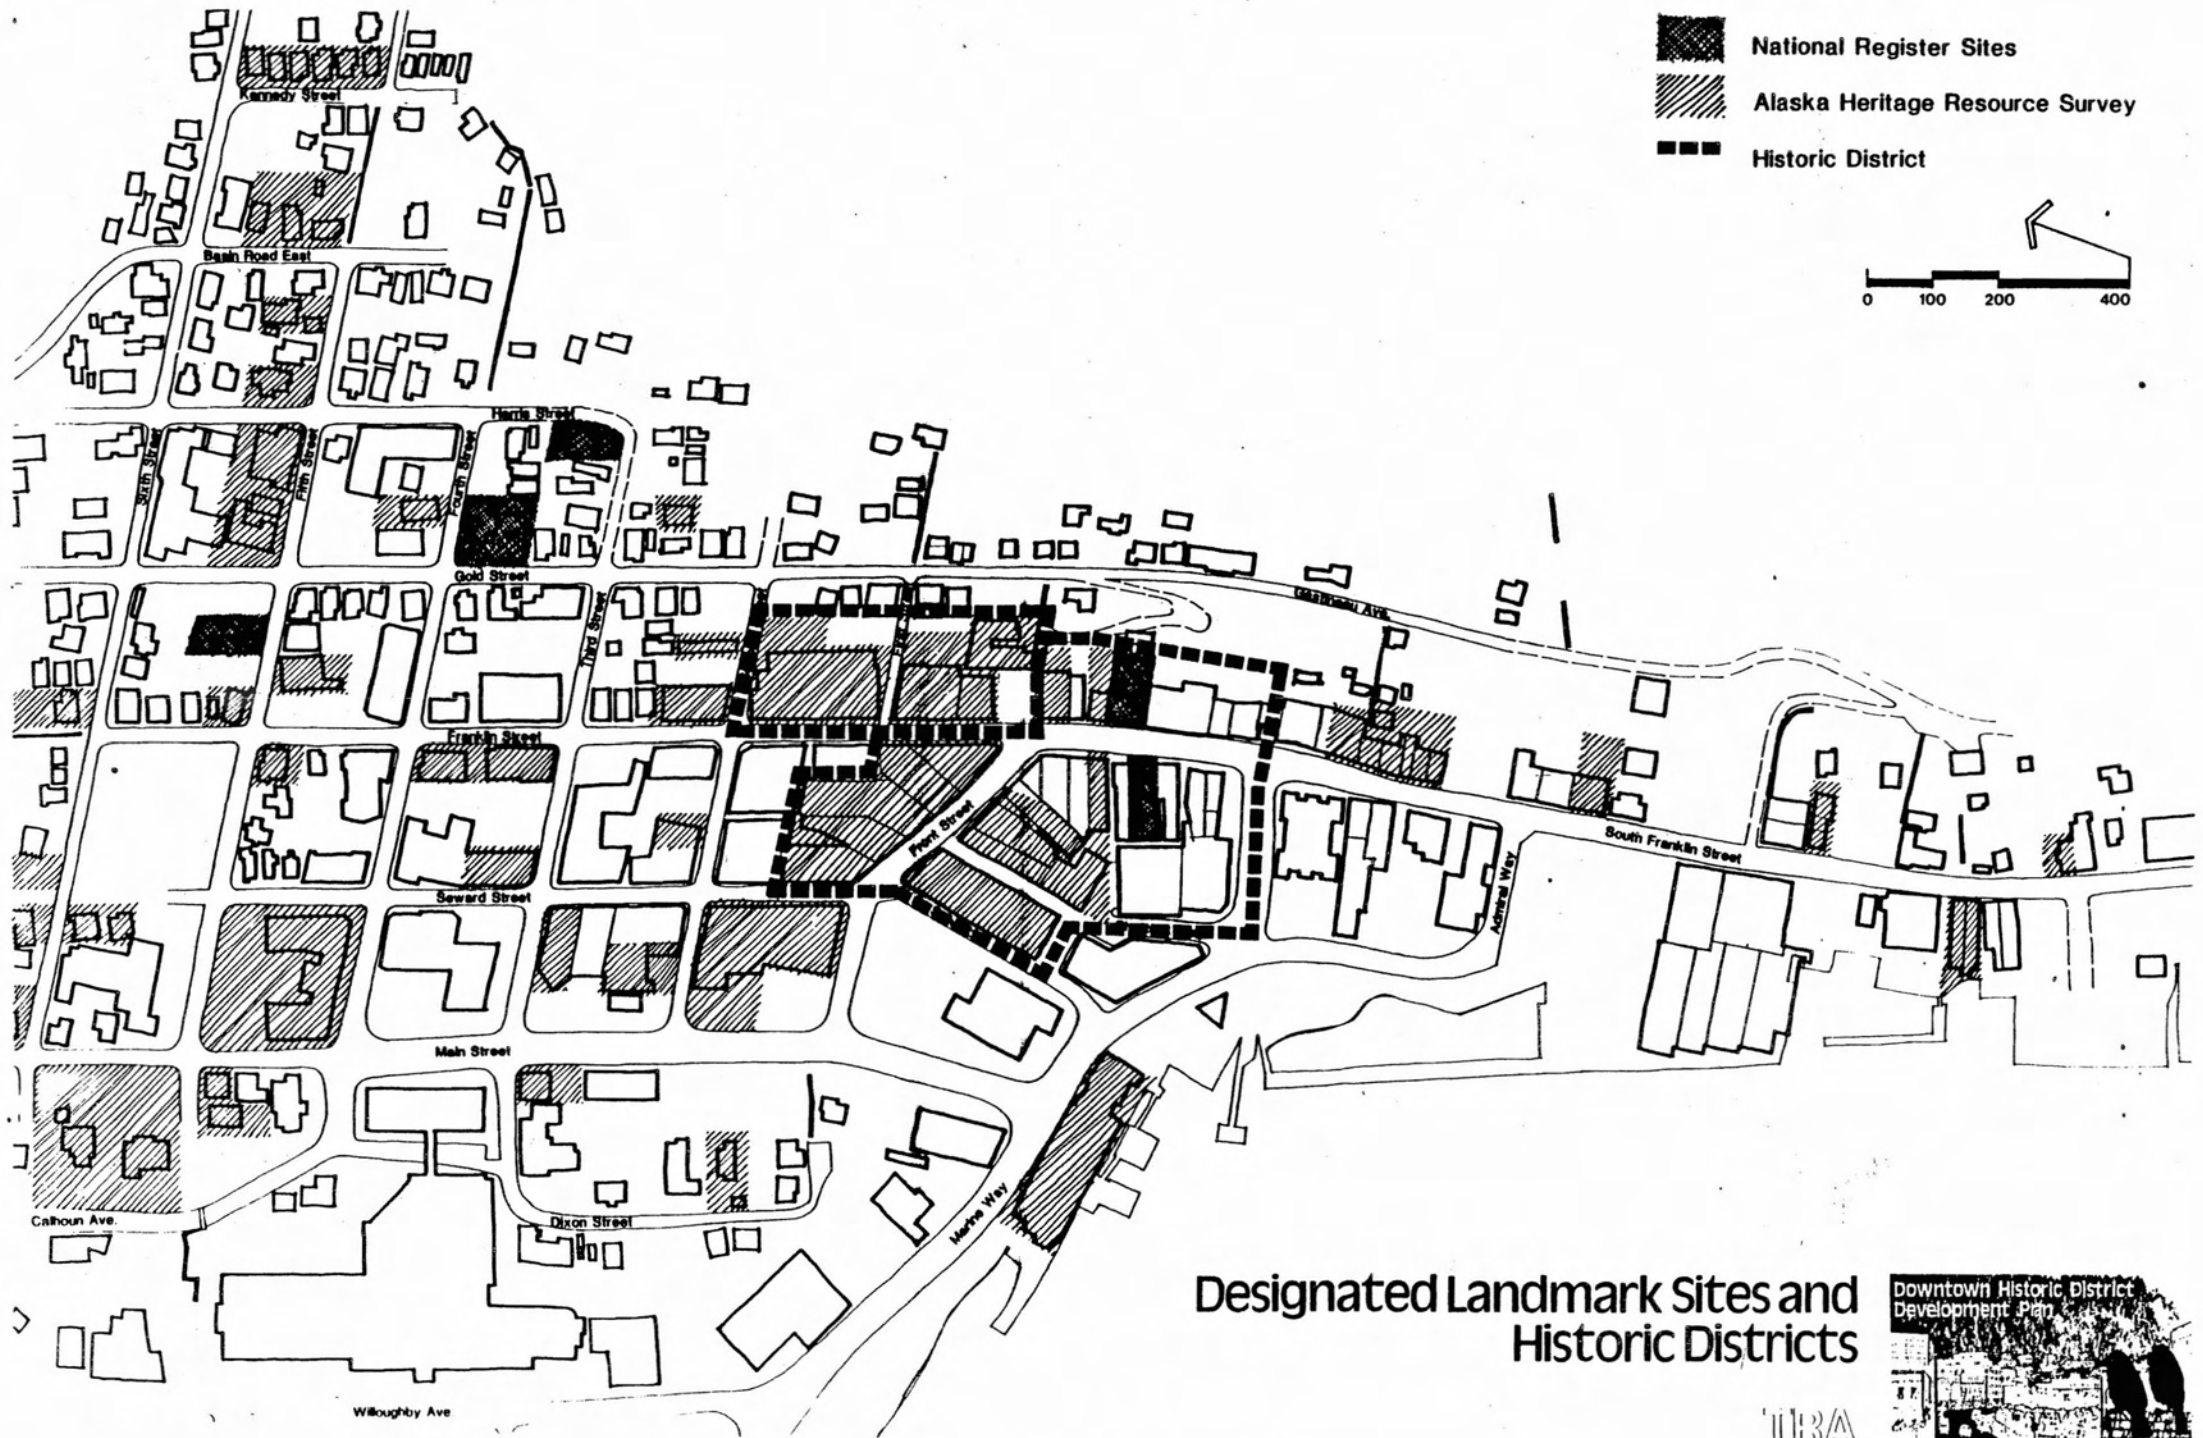 National Register Sites
Alaska Heritage Resource Survey
Historic District
0 100 200 400
Kennedy Street
Basin Road East
Harris Street
Sixth Street
Fifth Street
Fourth Street
Gold Street
Third Street
Gastineau Ave.
Franklin Street
Front Street
South Franklin Street
Seward Street
Admiral Way
Main Street
Calhoun Ave.
Dixon Street
Marine Way
Willoughby Ave.
Designated Landmark Sites and
Historic Districts
Downtown Historic District
Development Plan
TRA